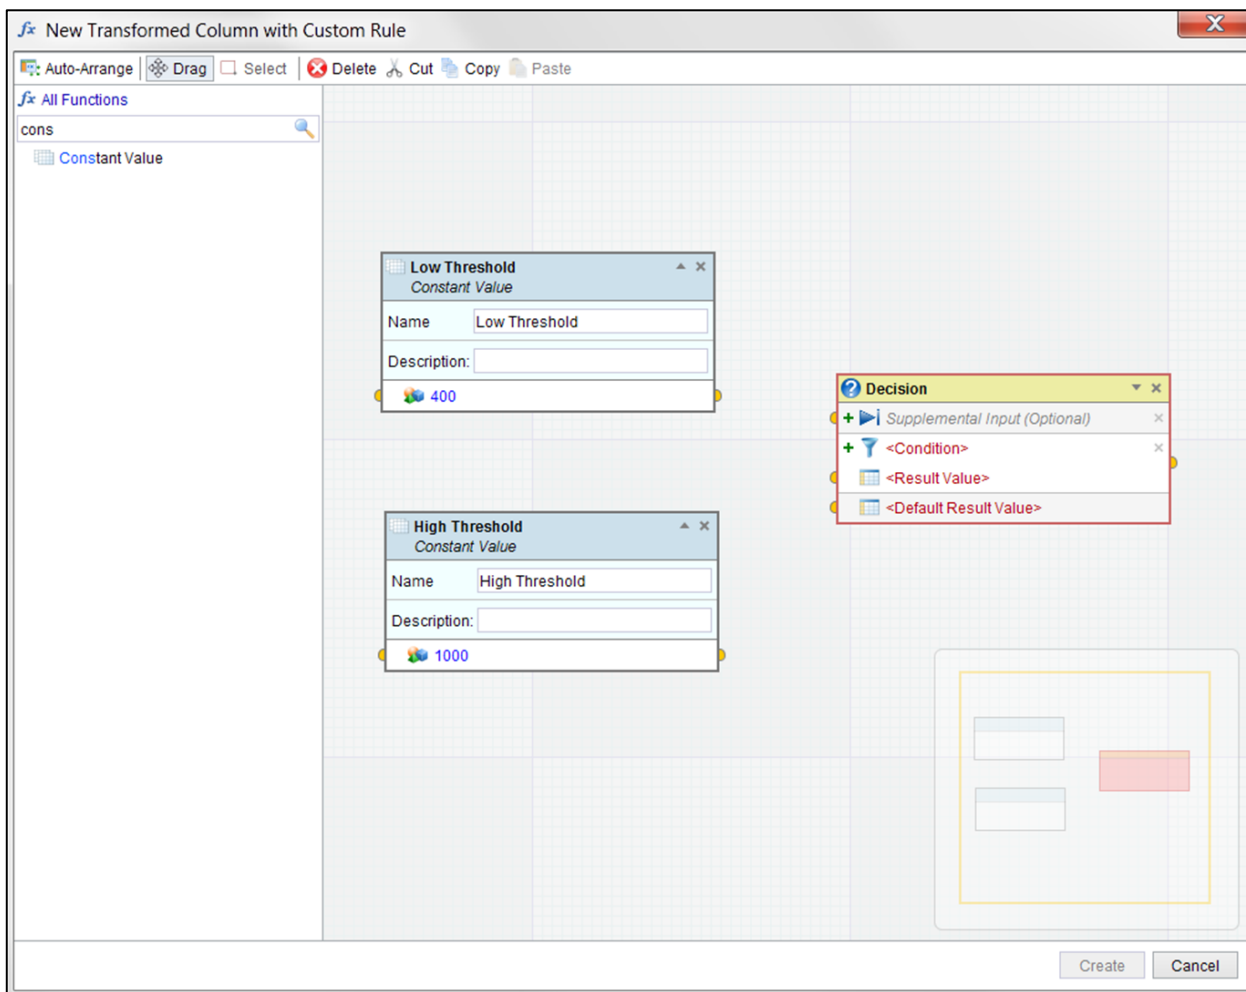 fx New Transformed Column with Custom Rule
X
Auto-Arrange Drag Select Delete Cut Copy Paste
fx All Functions
cons
Constant Value
Low Threshold
Constant Value
Name Low Threshold
Description:
400
Decision
Supplemental Input (Optional)
<Condition>
<Result Value>
<Default Result Value>
High Threshold
Constant Value
Name High Threshold
Description:
1000
Create Cancel